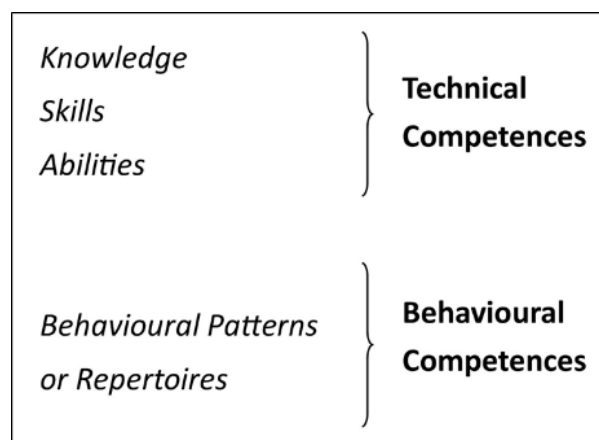 Knowledge
Skills
Abilities
Technical
Competences
Behavioural Patterns
or Repertoires
Behavioural
Competences